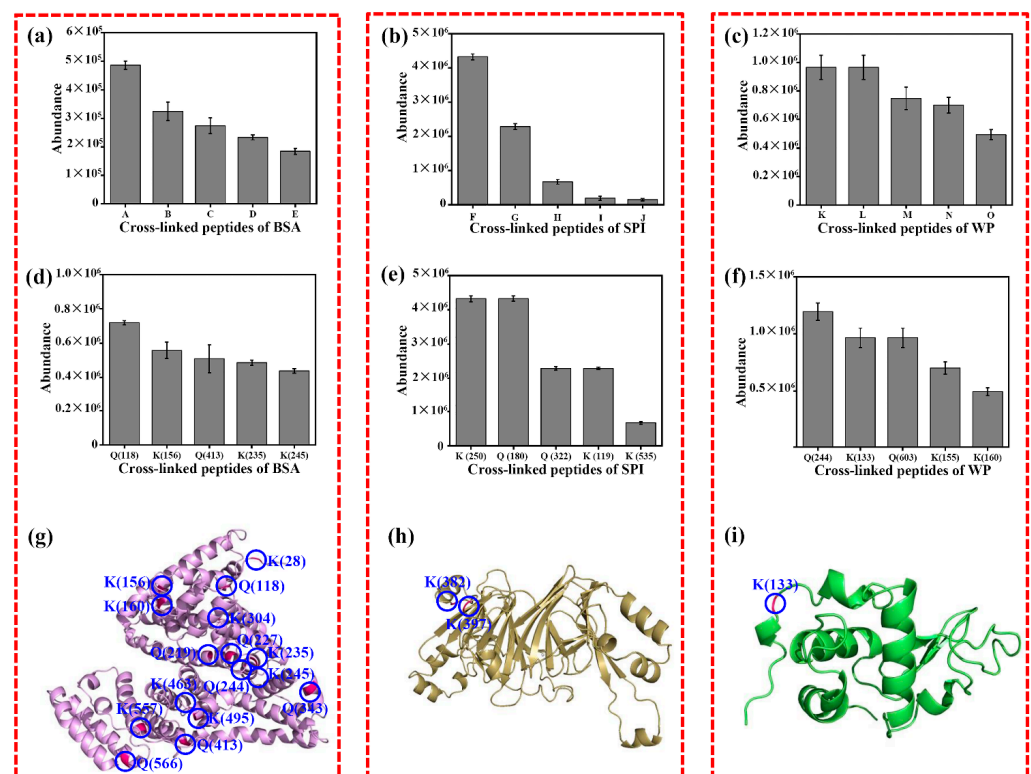 (a)
6×10⁵
5×10⁵
4×10⁵
3×10⁵
2×10⁵
1×10⁵
0
Abundance
A B C D E
Cross-linked peptides of BSA
(b)
5×10⁶
4×10⁶
3×10⁶
2×10⁶
1×10⁶
0
Abundance
F G H I J
Cross-linked peptides of SPI
(c)
1.2×10⁶
1.0×10⁶
0.8×10⁶
0.6×10⁶
0.4×10⁶
0.2×10⁶
0
Abundance
K L M N O
Cross-linked peptides of WP
(d)
1.0×10⁶
0.8×10⁶
0.6×10⁶
0.4×10⁶
0.2×10⁶
0
Abundance
Q(118) K(156) Q(413) K(235) K(245)
Cross-linked peptides of BSA
(e)
5×10⁶
4×10⁶
3×10⁶
2×10⁶
1×10⁶
0
Abundance
K (250) Q (180) Q (322) K (119) K (535)
Cross-linked peptides of SPI
(f)
1.5×10⁶
1.0×10⁶
0.5×10⁶
0
Abundance
Q(244) K(133) Q(603) K(155) K(160)
Cross-linked peptides of WP
(g)
K(28)
K(156)
Q(118)
K(160)
K(304)
Q(227)
Q(219)
K(235)
K(245)
Q(244)
K(463)
Q(343)
K(557)
K(495)
Q(413)
Q(566)
(h)
K(382)
K(397)
(i)
K(133)